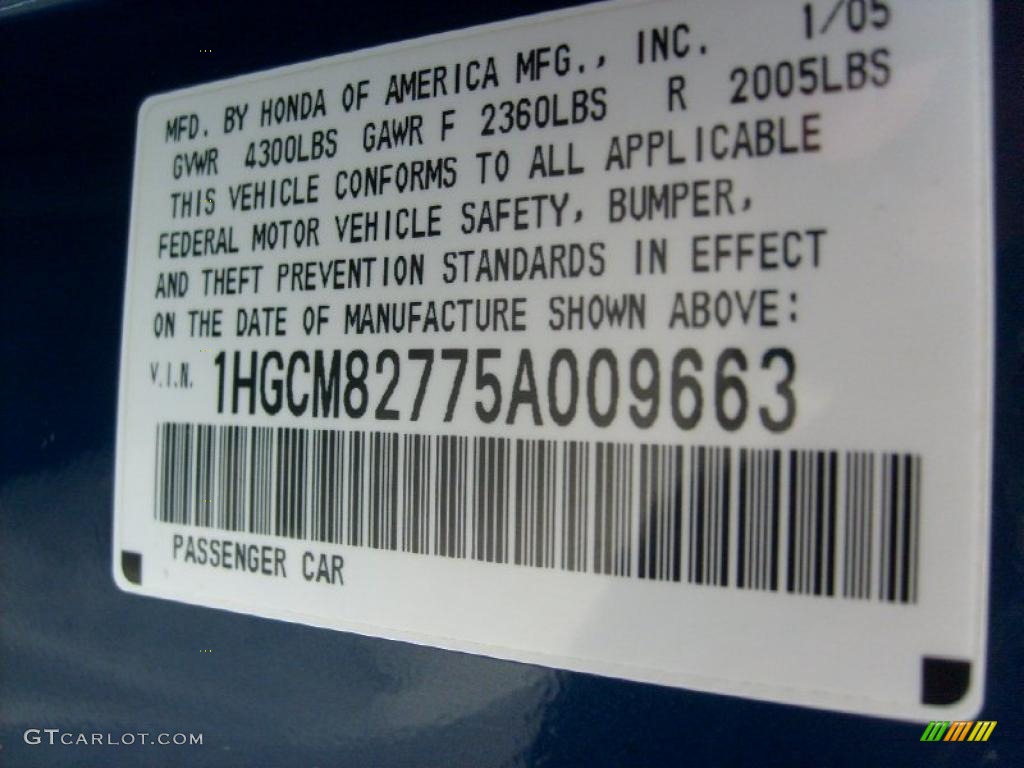 1/05
MFD. BY HONDA OF AMERICA MFG., INC.
GVWR 4300LBS GAWR F 2360LBS R 2005LBS
THIS VEHICLE CONFORMS TO ALL APPLICABLE
FEDERAL MOTOR VEHICLE SAFETY, BUMPER,
AND THEFT PREVENTION STANDARDS IN EFFECT
ON THE DATE OF MANUFACTURE SHOWN ABOVE:
V.I.N. 1HGCM82775A009663
PASSENGER CAR
GTCARLOT.COM